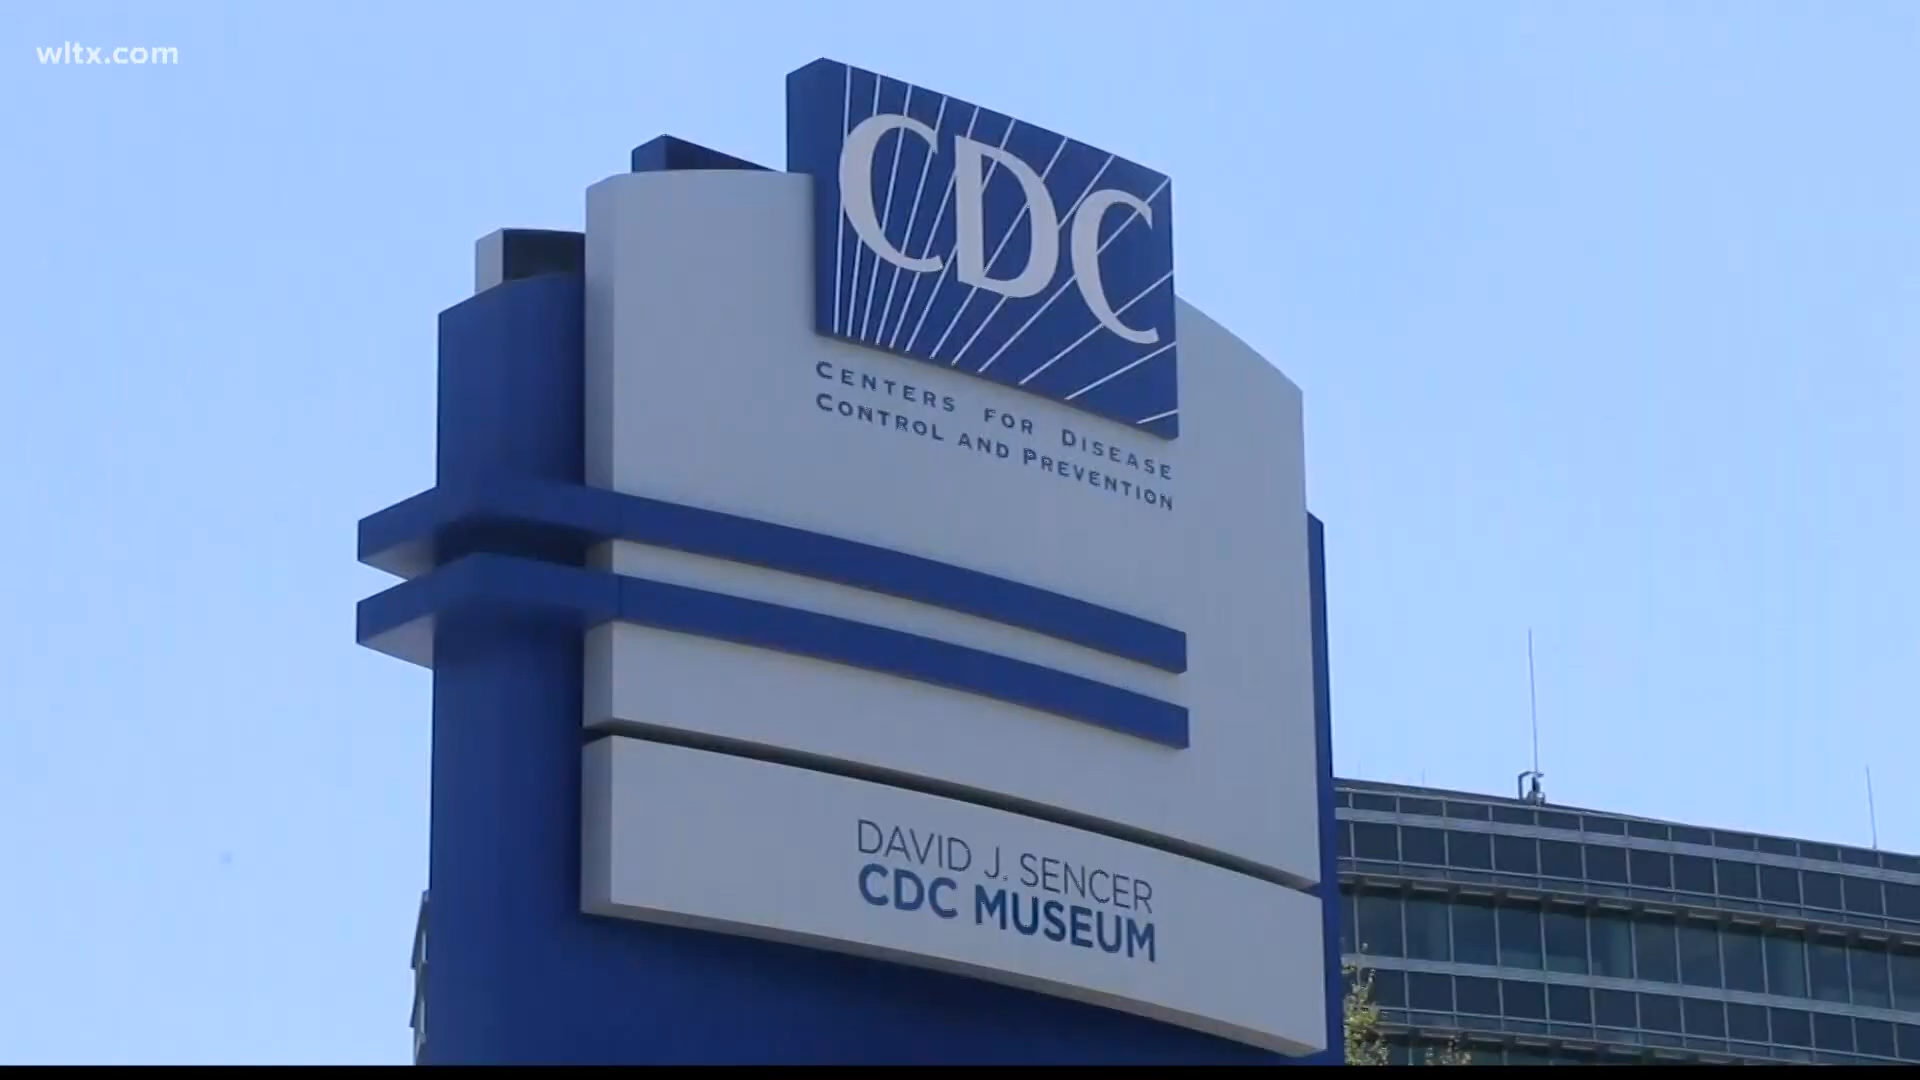 wltx.com
CDC
CENTERS FOR DISEASE
CONTROL AND PREVENTION
DAVID J. SENCER
CDC MUSEUM